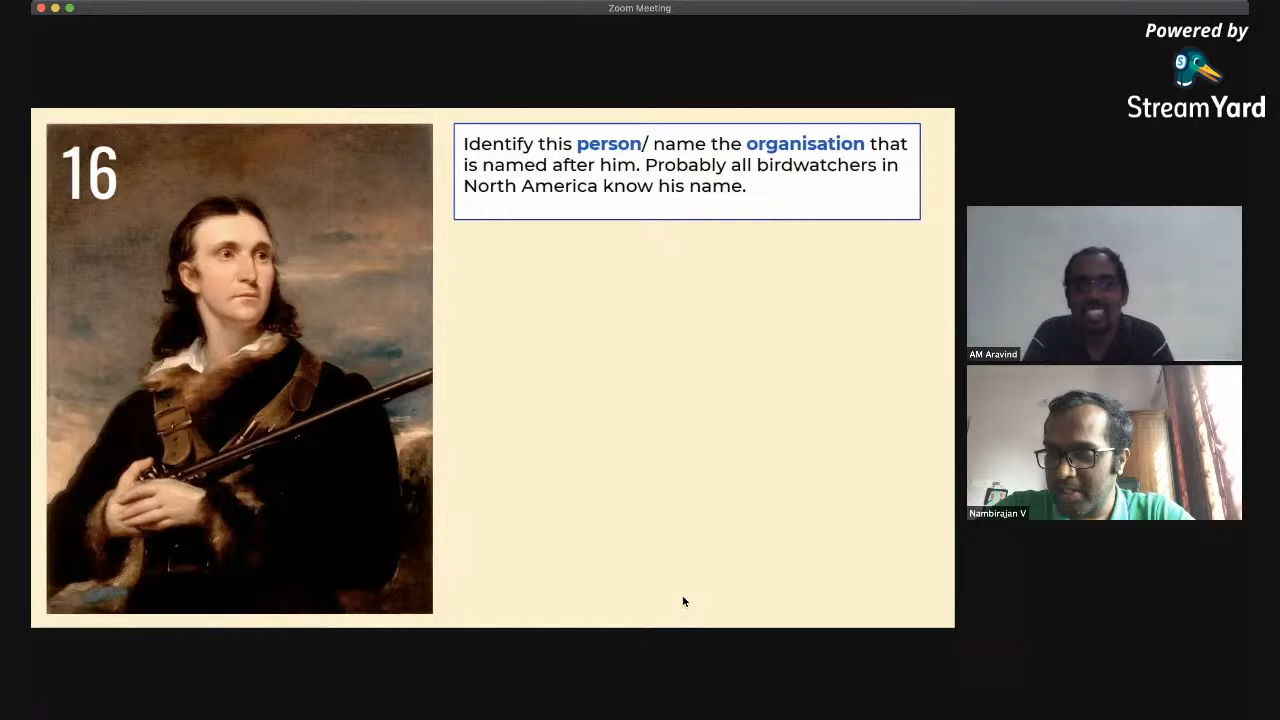 Zoom Meeting
Powered by
S
StreamYard
16
Identify this person/ name the organisation that
is named after him. Probably all birdwatchers in
North America know his name.
AM Aravind
Nambirajan V